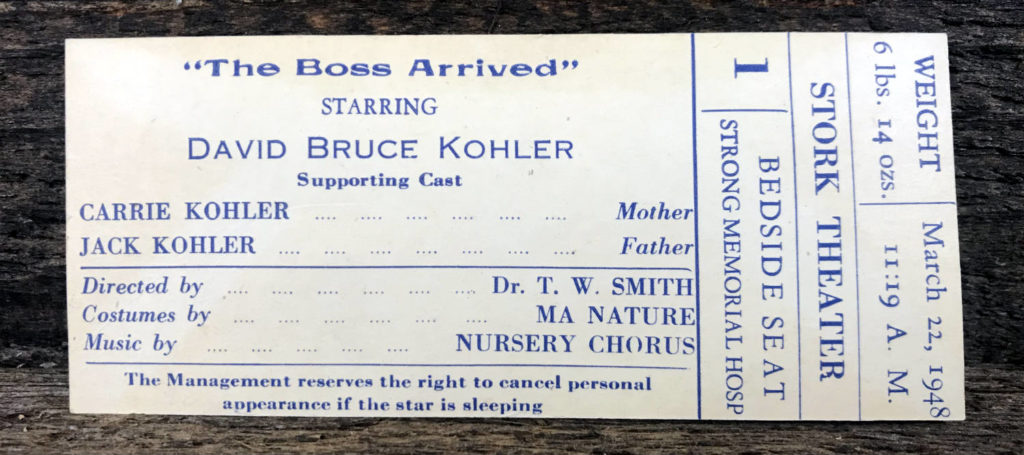 "The Boss Arrived"
STARRING
DAVID BRUCE KOHLER
Supporting Cast
CARRIE KOHLER .... .... .... .... .... .... Mother
JACK KOHLER .... .... .... .... .... .... Father
Directed by .... .... .... .... .... .... Dr. T. W. SMITH
Costumes by .... .... .... .... .... .... MA NATURE
Music by .... .... .... .... .... NURSERY CHORUS
The Management reserves the right to cancel personal
appearance if the star is sleeping
1
BEDSIDE SEAT
STRONG MEMORIAL HOSP
STORK THEATER
WEIGHT
6 lbs. 14 ozs.
March 22, 1948
11:19 A. M.